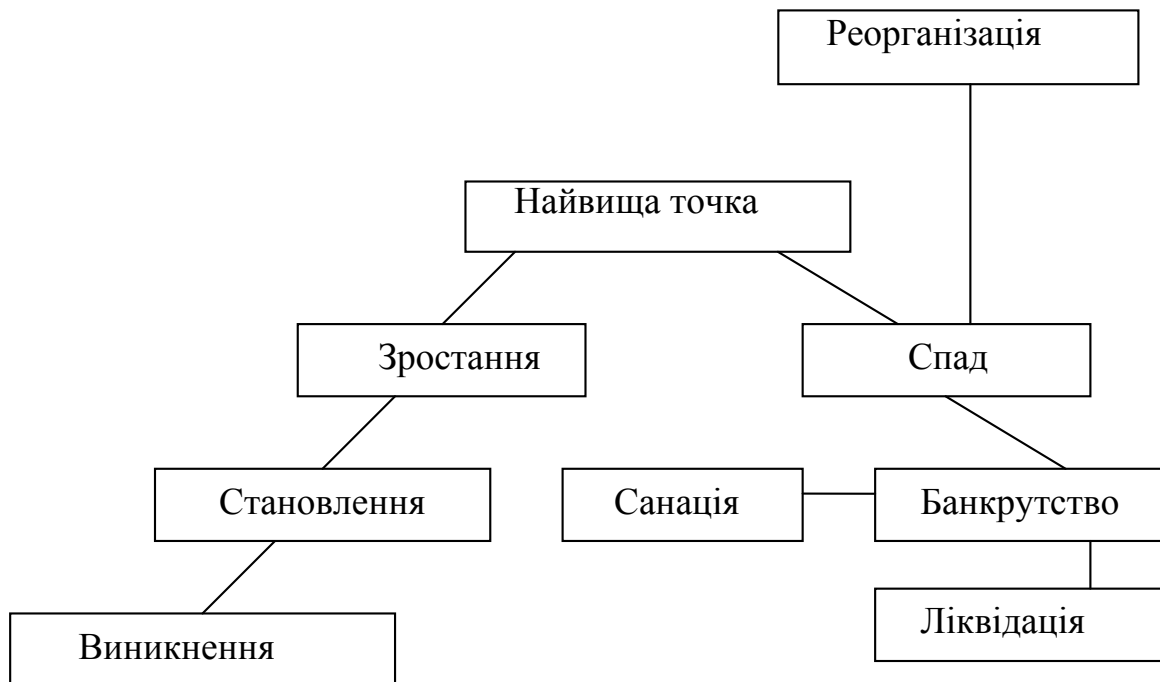 Реорганізація
Найвища точка
Зростання
Спад
Становлення
Санація
Банкрутство
Ліквідація
Виникнення